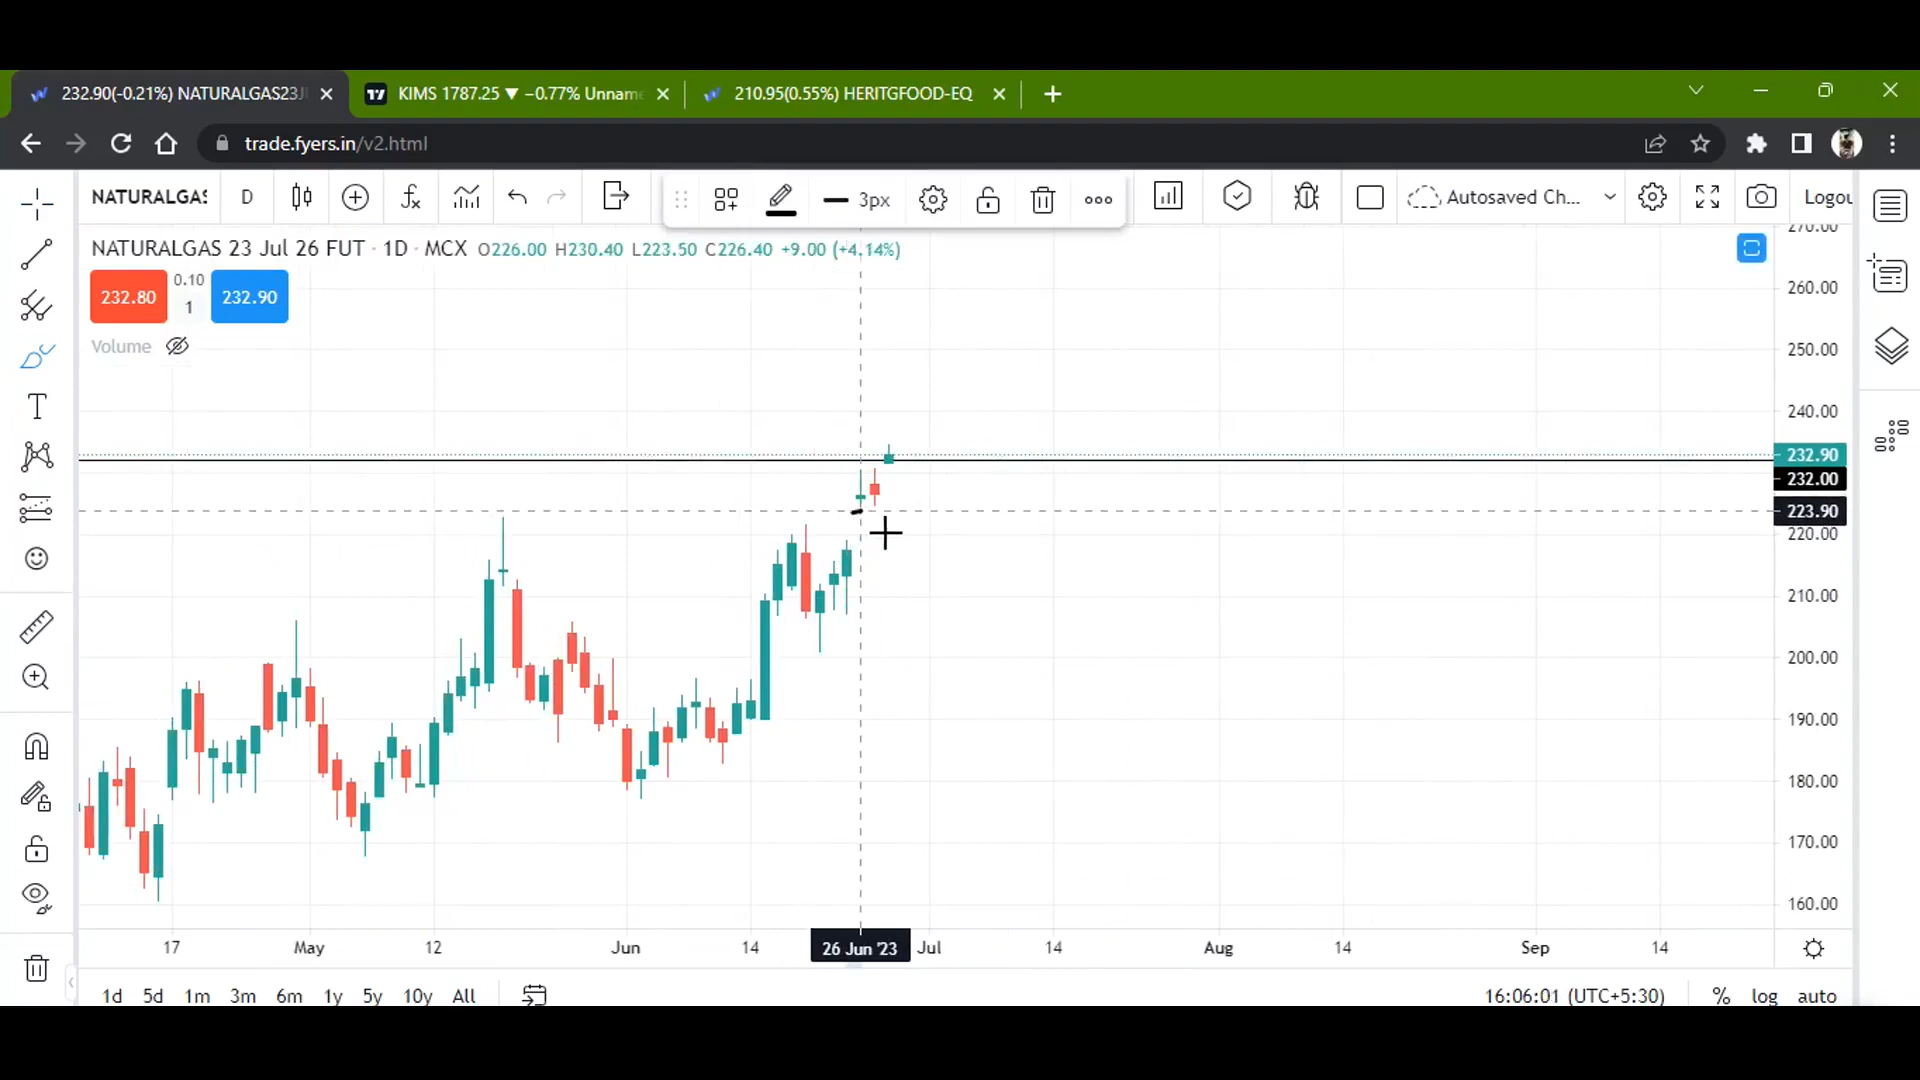 232.90(-0.21%) NATURALGAS23J
KIMS 1787.25 ▼ −0.77% Unnam
210.95(0.55%) HERITGFOOD-EQ
trade.fyers.in/v2.html
NATURALGAS
D
3px
Autosaved Ch...
Logou
NATURALGAS 23 Jul 26 FUT · 1D · MCX O226.00 H230.40 L223.50 C226.40 +9.00 (+4.14%)
232.80
0.10
1
232.90
Volume
270.00
260.00
250.00
240.00
232.90
232.00
223.90
220.00
210.00
200.00
190.00
180.00
170.00
160.00
17
May
12
Jun
14
26 Jun '23
Jul
14
Aug
14
Sep
14
1d 5d 1m 3m 6m 1y 5y 10y All
16:06:01 (UTC+5:30)
% log auto